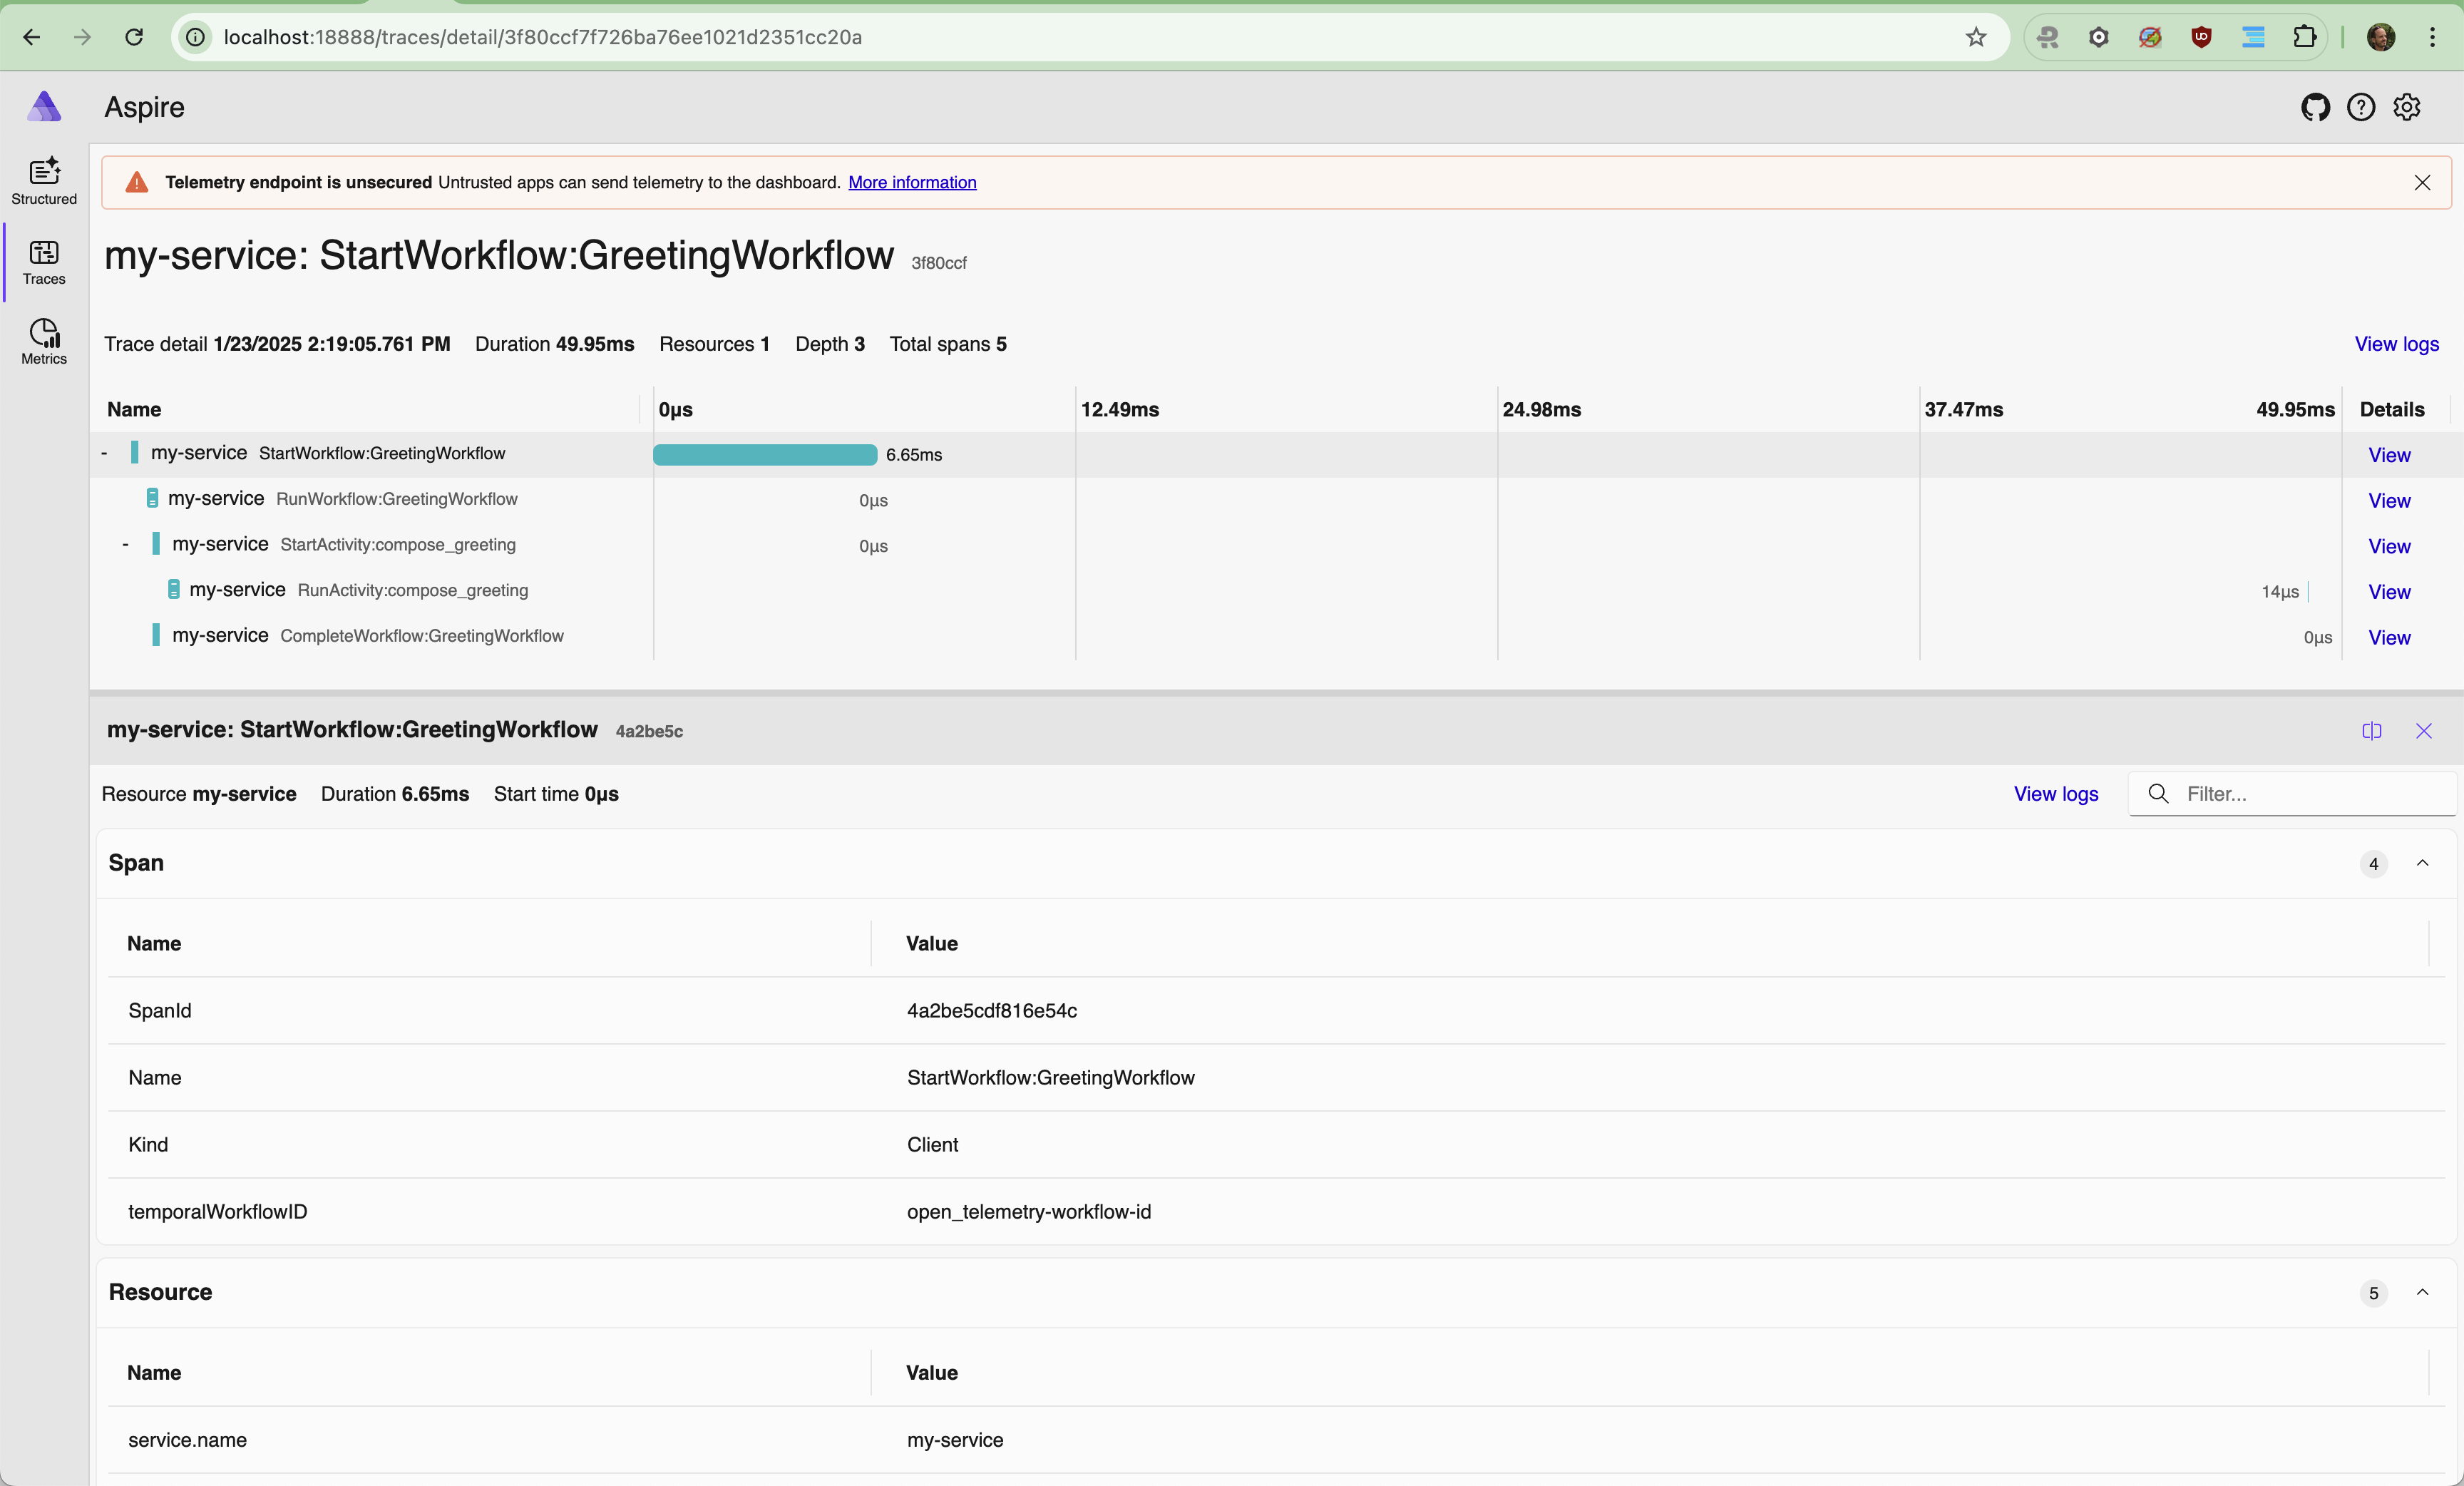 localhost:18888/traces/detail/3f80ccf7f726ba76ee1021d2351cc20a
Aspire
Structured
Traces
Metrics
Telemetry endpoint is unsecured Untrusted apps can send telemetry to the dashboard. More information
my-service: StartWorkflow:GreetingWorkflow 3f80ccf
Trace detail 1/23/2025 2:19:05.761 PM Duration 49.95ms Resources 1 Depth 3 Total spans 5 View logs
Name 0µs 12.49ms 24.98ms 37.47ms 49.95ms Details
- my-service StartWorkflow:GreetingWorkflow 6.65ms View
my-service RunWorkflow:GreetingWorkflow 0µs View
- my-service StartActivity:compose_greeting 0µs View
my-service RunActivity:compose_greeting 14µs View
my-service CompleteWorkflow:GreetingWorkflow 0µs View
my-service: StartWorkflow:GreetingWorkflow 4a2be5c
Resource my-service Duration 6.65ms Start time 0µs View logs Filter...
Span 4
Name Value
SpanId 4a2be5cdf816e54c
Name StartWorkflow:GreetingWorkflow
Kind Client
temporalWorkflowID open_telemetry-workflow-id
Resource 5
Name Value
service.name my-service